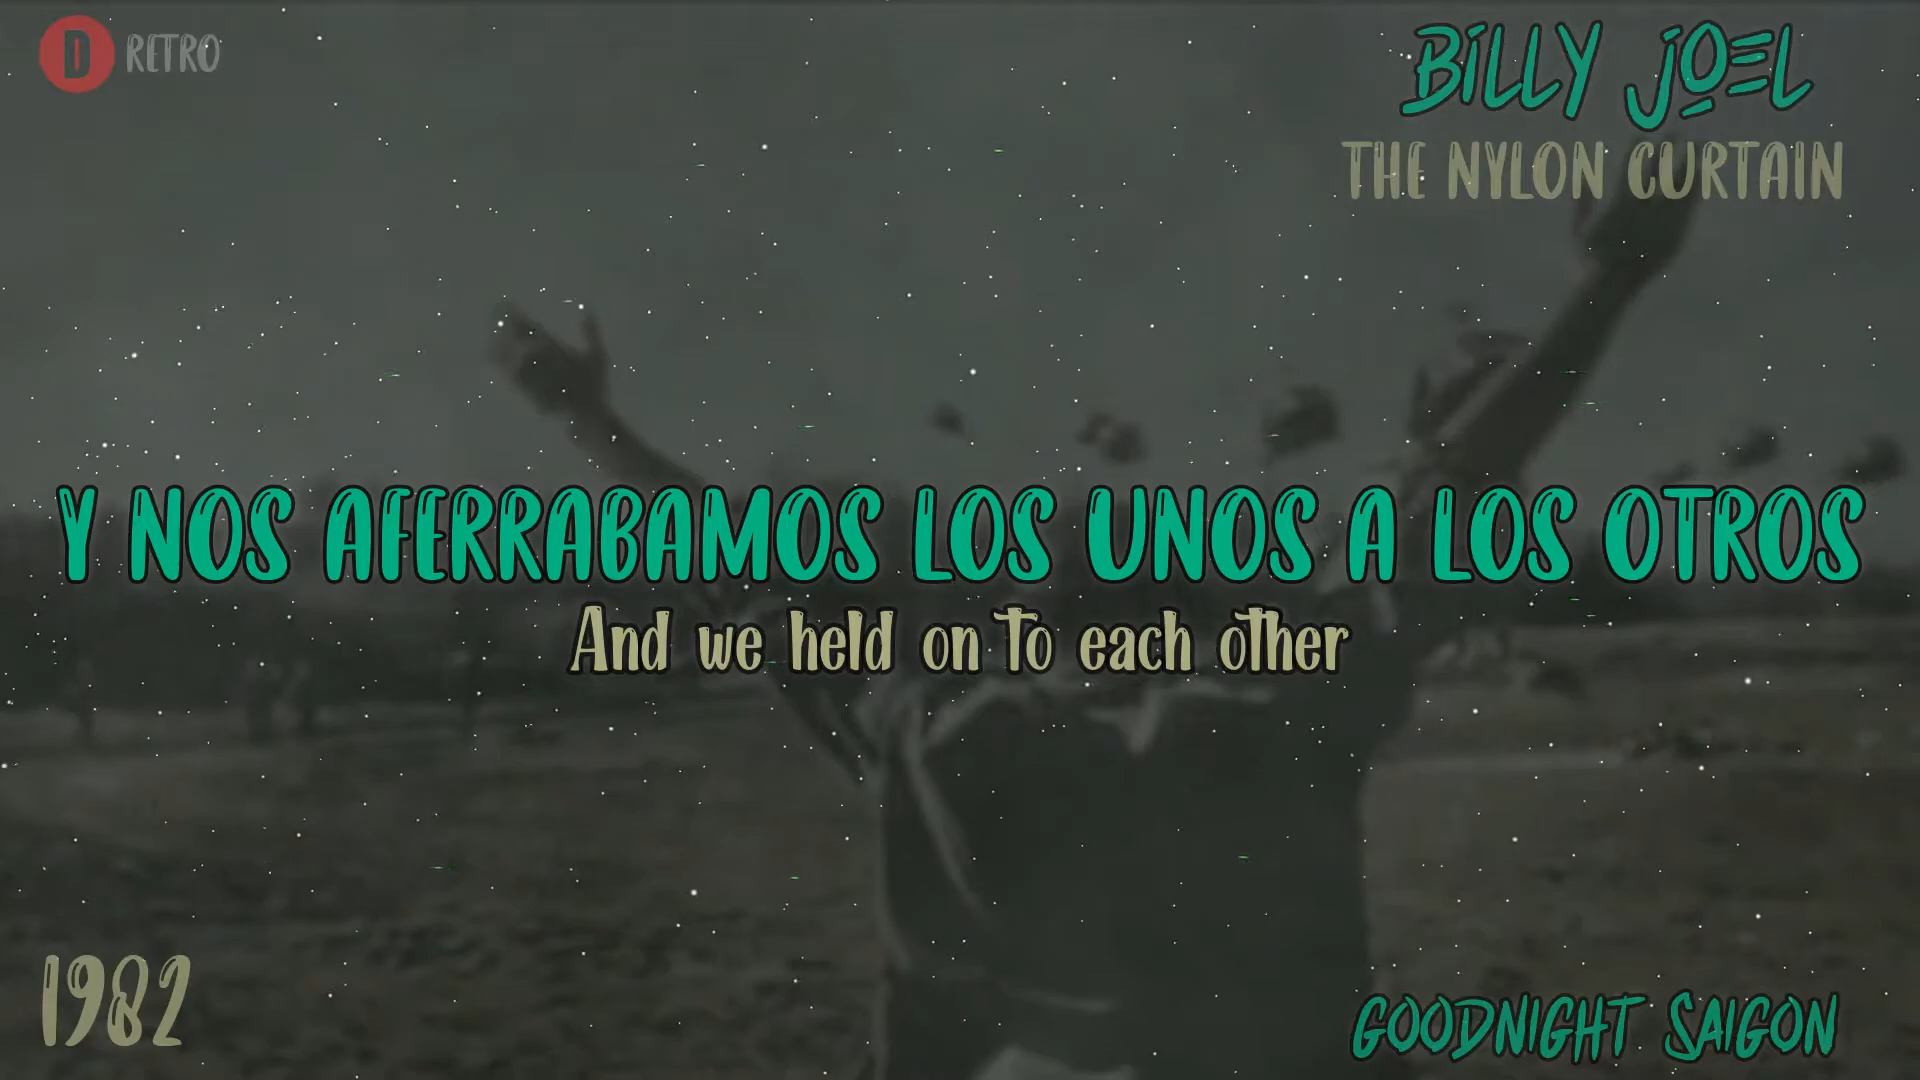 D RETRO
BILLY JOEL
THE NYLON CURTAIN
Y NOS AFERRABAMOS LOS UNOS A LOS OTROS
And we held on to each other
1982
GOODNIGHT SAIGON